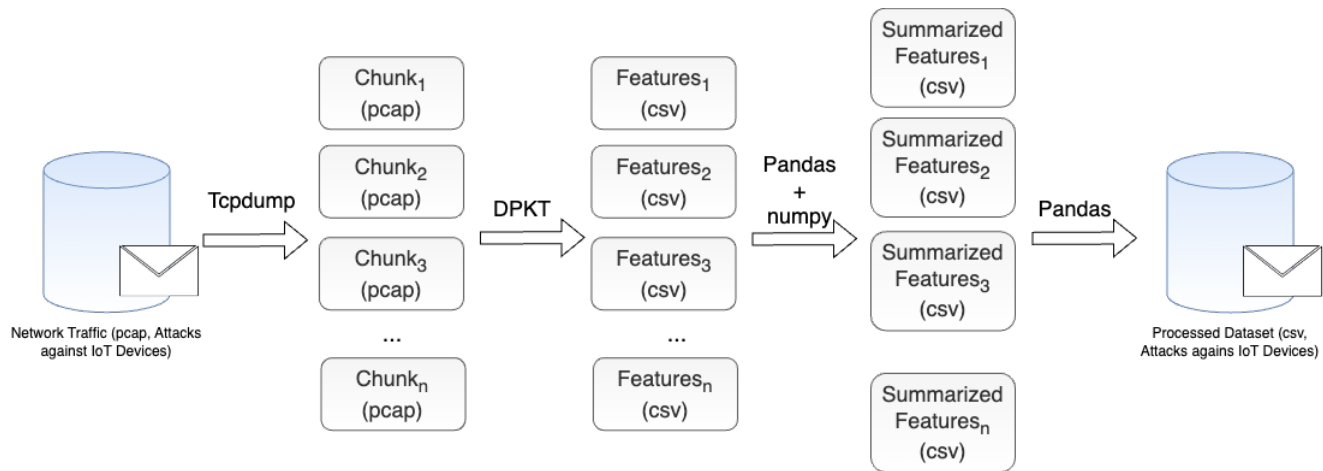 Network Traffic (pcap, Attacks
against IoT Devices)
Tcpdump
Chunk1
(pcap)
Chunk2
(pcap)
Chunk3
(pcap)
...
Chunkn
(pcap)
DPKT
Features1
(csv)
Features2
(csv)
Features3
(csv)
...
Featuresn
(csv)
Pandas
+
numpy
Summarized
Features1
(csv)
Summarized
Features2
(csv)
Summarized
Features3
(csv)
Summarized
Featuresn
(csv)
Pandas
Processed Dataset (csv,
Attacks agains IoT Devices)